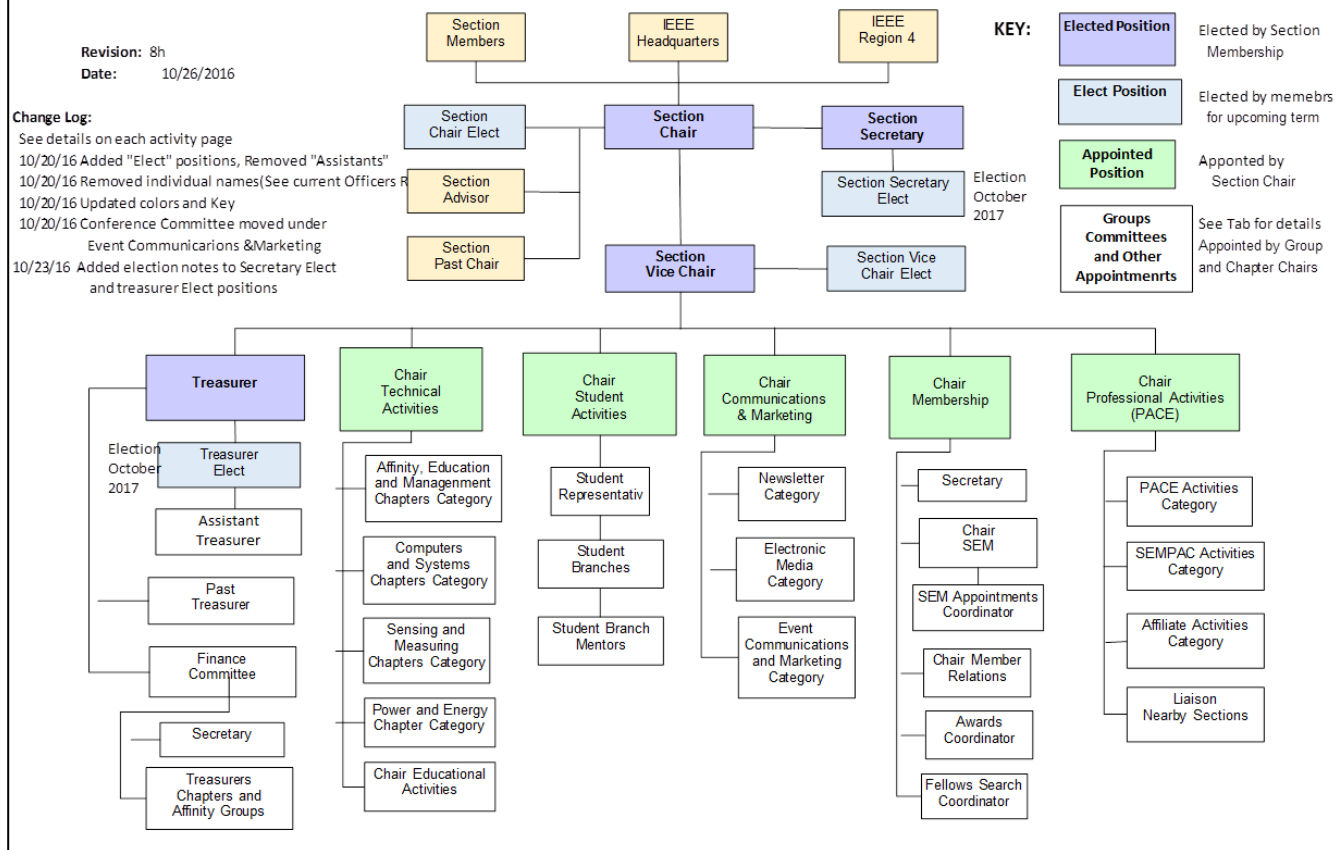 Section
Members
IEEE
Headquarters
IEEE
Region 4
KEY:
Elected Position
Elected by Section
Membership
Revision: 8h
Date: 10/26/2016
Elect Position
Elected by memebrs
for upcoming term
Change Log:
See details on each activity page
10/20/16 Added "Elect" positions, Removed "Assistants"
10/20/16 Removed individual names(See current Officers R
10/20/16 Updated colors and Key
10/20/16 Conference Committee moved under
Event Communicarions &Marketing
10/23/16 Added election notes to Secretary Elect
and treasurer Elect positions
Section
Chair Elect
Section
Chair
Section
Secretary
Appointed
Position
Apponted by
Section Chair
Section
Advisor
Section Secretary
Elect
Election
October
2017
Groups
Committees
and Other
Appointmenrts
See Tab for details
Appointed by Group
and Chapter Chairs
Section
Past Chair
Section
Vice Chair
Section Vice
Chair Elect
Treasurer
Chair
Technical
Activities
Chair
Student
Activities
Chair
Communications
& Marketing
Chair
Membership
Chair
Professional Activities
(PACE)
Election
October
2017
Treasurer
Elect
Assistant
Treasurer
Past
Treasurer
Finance
Committee
Secretary
Treasurers
Chapters and
Affinity Groups
Affinity, Education
and Management
Chapters Category
Computers
and Systems
Chapters Category
Sensing and
Measuring
Chapters Category
Power and Energy
Chapter Category
Chair Educational
Activities
Student
Representativ
Student
Branches
Student Branch
Mentors
Newsletter
Category
Electronic
Media
Category
Event
Communications
and Marketing
Category
Secretary
Chair
SEM
SEM Appointments
Coordinator
Chair Member
Relations
Awards
Coordinator
Fellows Search
Coordinator
PACE Activities
Category
SEMPAC Activities
Category
Affiliate Activities
Category
Liaison
Nearby Sections